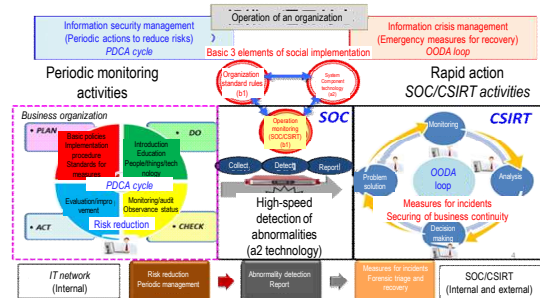 Operation of an organization
Information security management
(Periodic actions to reduce risks)
PDCA cycle
Information crisis management
(Emergency measures for recovery)
OODA loop
Basic 3 elements of social implementation
Organization
standard rules
(b1)
System
Component
technology
(a2)
Operation
monitoring
(SOC/CSIRT)
(b1)
Periodic monitoring
activities
Rapid action
SOC/CSIRT activities
Business organization
• PLAN
• DO
Basic policies
Implementation
procedure
Standards for
measures
Introduction
Education
People/things/tech
nology
PDCA cycle
Evaluation/impro
vement
Monitoring/audit
Observance status
Risk reduction
• ACT
• CHECK
SOC
Collect.
Detect!
Report!
High-speed
detection of
abnormalities
(a2 technology)
CSIRT
Monitoring
Problem
solution
OODA
loop
Analysis
Measures for incidents
Securing of business continuity
Decision
making
4
IT network
(Internal)
Risk reduction
Periodic management
Abnormality detection
Report
Measures for incidents
Forensic triage and
recovery
SOC/CSIRT
(Internal and external)